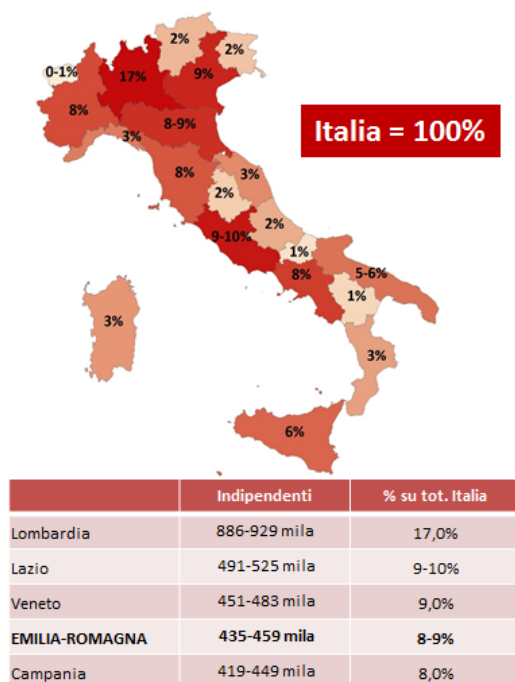 2%
2%
0-1%
17%
9%
8%
8-9%
3%
Italia = 100%
8%
3%
2%
2%
9-10%
1%
8%
5-6%
1%
3%
3%
6%
Indipendenti % su tot. Italia
Lombardia 886-929 mila 17,0%
Lazio 491-525 mila 9-10%
Veneto 451-483 mila 9,0%
EMILIA-ROMAGNA 435-459 mila 8-9%
Campania 419-449 mila 8,0%